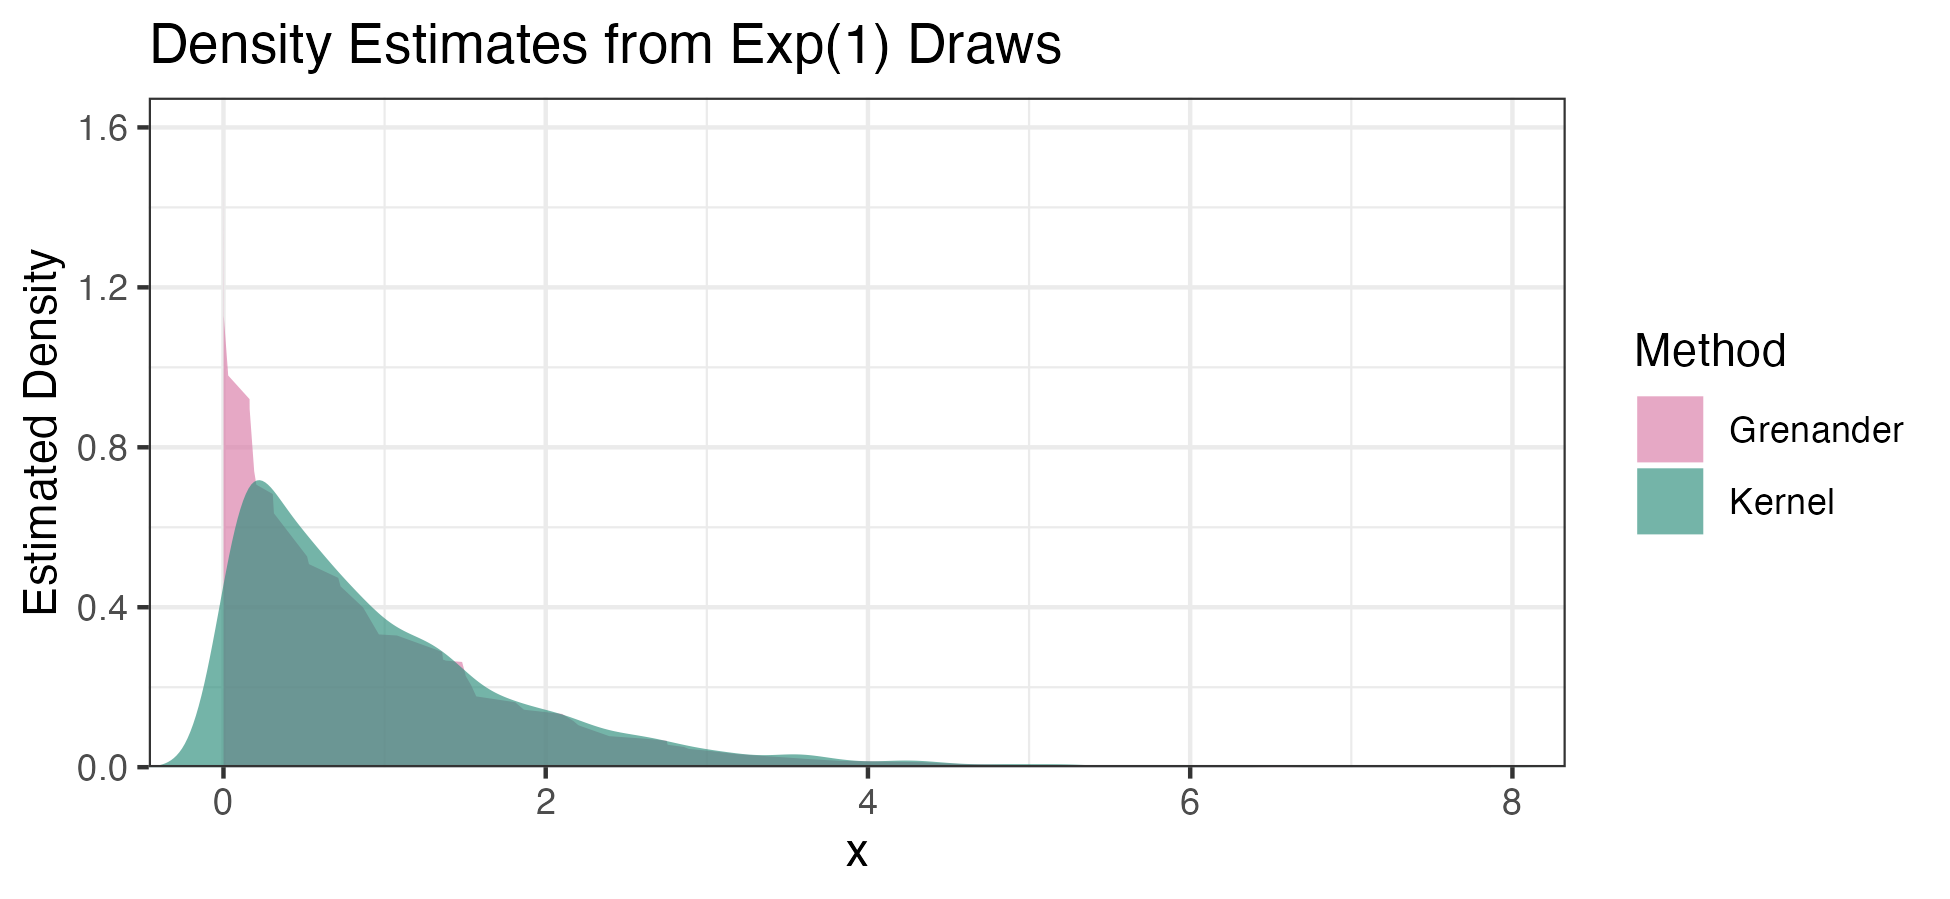 Density Estimates from Exp(1) Draws
Estimated Density
1.6
1.2
0.8
0.4
0.0
0 2 4 6 8
x
Method
Grenander
Kernel